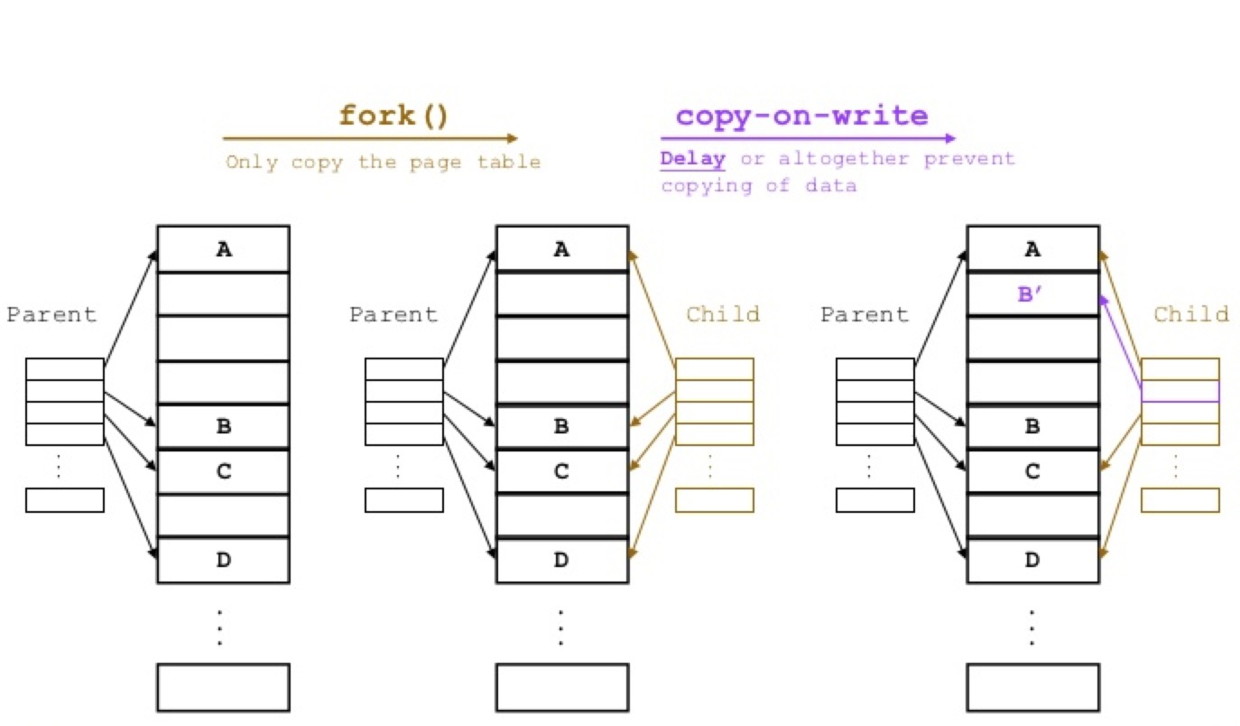 fork()
Only copy the page table
copy-on-write
Delay or altogether prevent
copying of data
Parent
A
B
C
D
Parent
A
B
C
D
Child
Parent
A
B′
B
C
D
Child